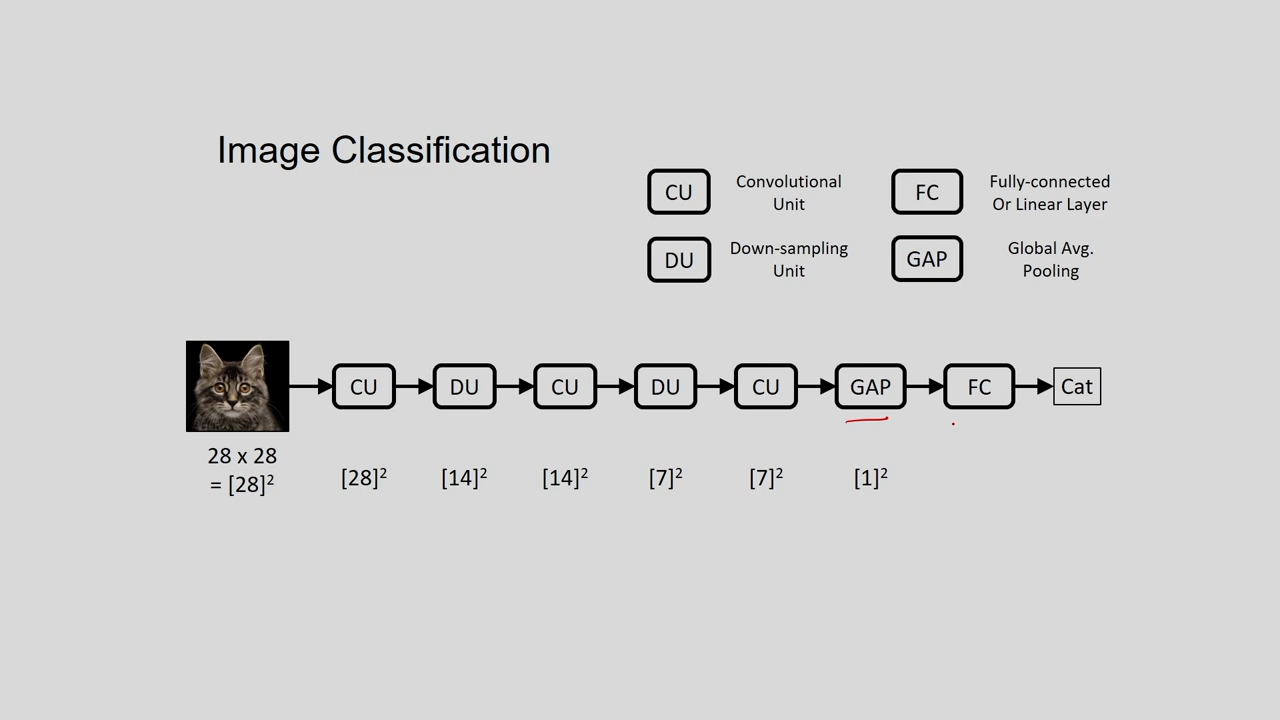 Image Classification
CU
Convolutional
Unit
FC
Fully-connected
Or Linear Layer
DU
Down-sampling
Unit
GAP
Global Avg.
Pooling
CU
DU
CU
DU
CU
GAP
FC
Cat
28 x 28
= [28]²
[28]²
[14]²
[14]²
[7]²
[7]²
[1]²